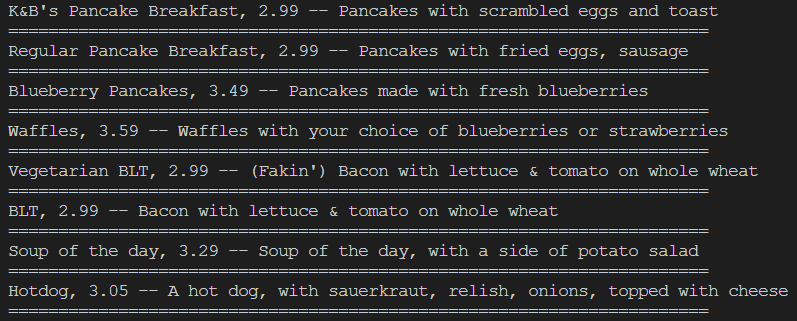 K&B's Pancake Breakfast, 2.99 -- Pancakes with scrambled eggs and toast
======================================================================
Regular Pancake Breakfast, 2.99 -- Pancakes with fried eggs, sausage
======================================================================
Blueberry Pancakes, 3.49 -- Pancakes made with fresh blueberries
======================================================================
Waffles, 3.59 -- Waffles with your choice of blueberries or strawberries
======================================================================
Vegetarian BLT, 2.99 -- (Fakin') Bacon with lettuce & tomato on whole wheat
======================================================================
BLT, 2.99 -- Bacon with lettuce & tomato on whole wheat
======================================================================
Soup of the day, 3.29 -- Soup of the day, with a side of potato salad
======================================================================
Hotdog, 3.05 -- A hot dog, with sauerkraut, relish, onions, topped with cheese
======================================================================